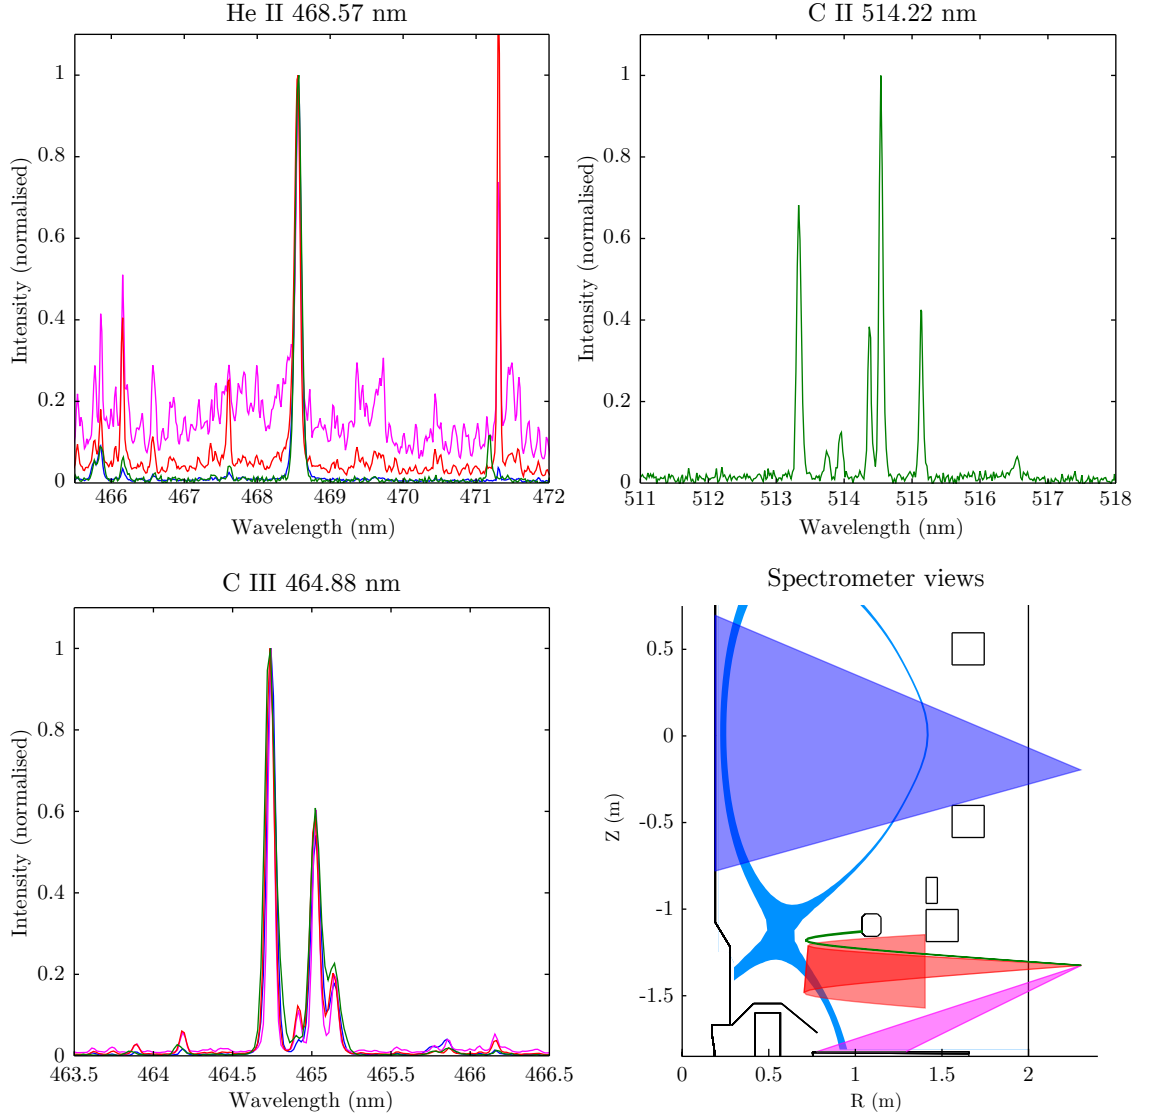 He II 468.57 nm
Intensity (normalised)
1
0.8
0.6
0.4
0.2
0
466 467 468 469 470 471 472
Wavelength (nm)
C II 514.22 nm
Intensity (normalised)
1
0.8
0.6
0.4
0.2
0
511 512 513 514 515 516 517 518
Wavelength (nm)
C III 464.88 nm
Intensity (normalised)
1
0.8
0.6
0.4
0.2
0
463.5 464 464.5 465 465.5 466 466.5
Wavelength (nm)
Spectrometer views
Z (m)
0.5
0
-0.5
-1
-1.5
0 0.5 1 1.5 2
R (m)